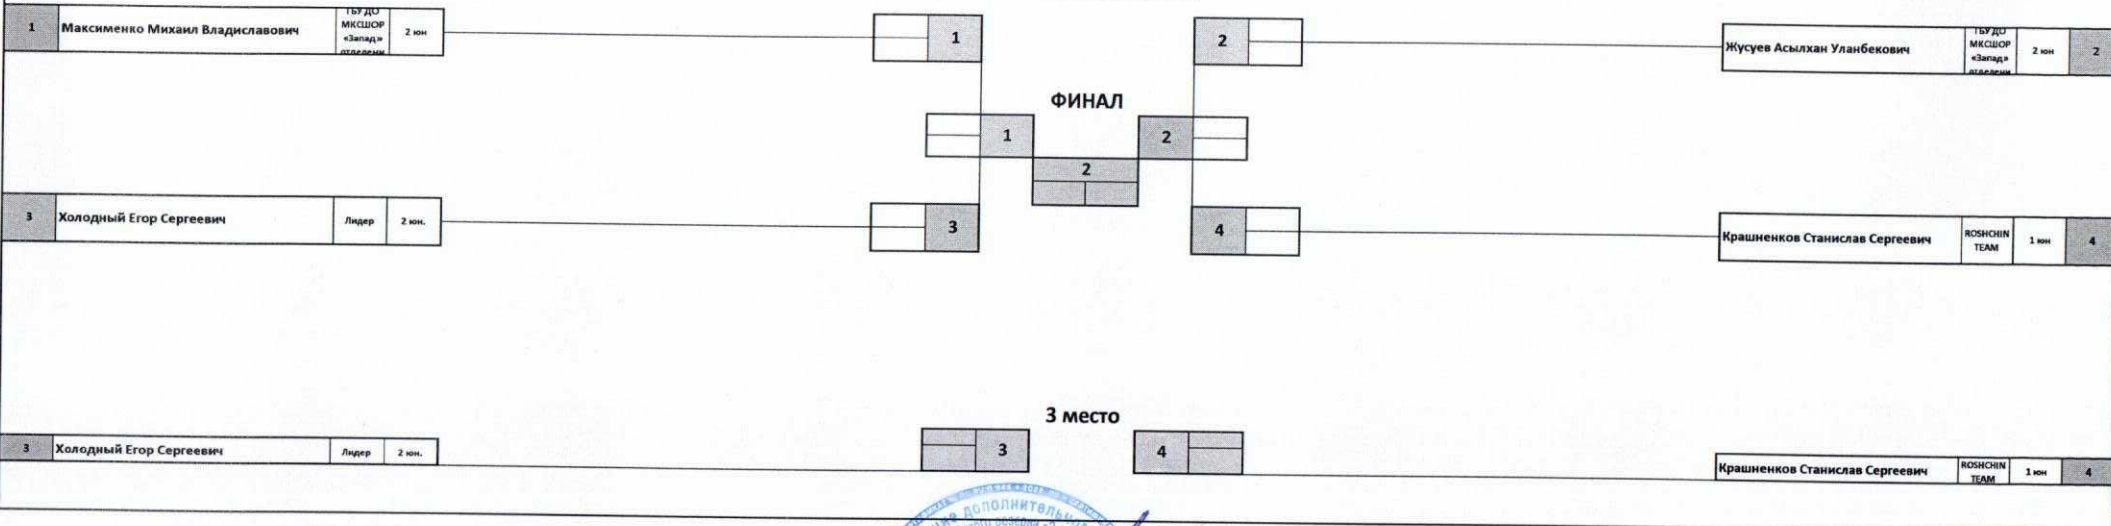 1 Максименко Михаил Владиславович ГБУ ДО МКСШОР «Запад» отделени 2 юн 1 2 Жусуев Асылхан Уланбекович ГБУ ДО МКСШОР «Запад» отделени 2 юн 2
ФИНАЛ
1 2
2
3 Холодный Егор Сергеевич Лидер 2 юн. 3 4 Крашненков Станислав Сергеевич ROSHCHIN TEAM 1 юн 4
3 место
3 Холодный Егор Сергеевич Лидер 2 юн. 3 4 Крашненков Станислав Сергеевич ROSHCHIN TEAM 1 юн 4